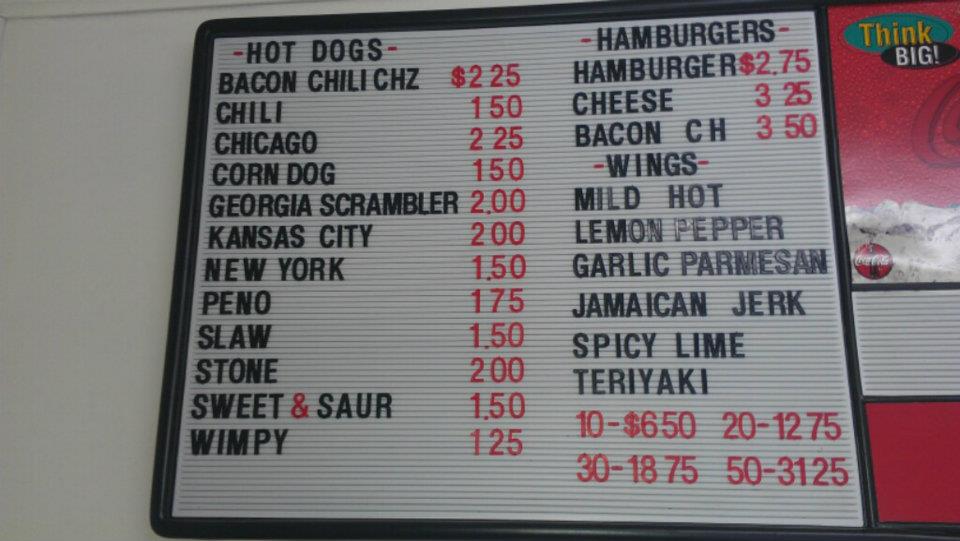 -HOT DOGS-
BACON CHILI CHZ $2 25
CHILI 1 50
CHICAGO 2 25
CORN DOG 1 50
GEORGIA SCRAMBLER 2.00
KANSAS CITY 2 00
NEW YORK 1.50
PENO 1 75
SLAW 1.50
STONE 2 00
SWEET & SAUR 1.50
WIMPY 1 25
-HAMBURGERS-
HAMBURGER $2.75
CHEESE 3 25
BACON CH 3 50
-WINGS-
MILD HOT
LEMON PEPPER
GARLIC PARMESAN
JAMAICAN JERK
SPICY LIME
TERIYAKI
10-$6 50 20-12 75
30-18 75 50-31 25
Think
BIG!